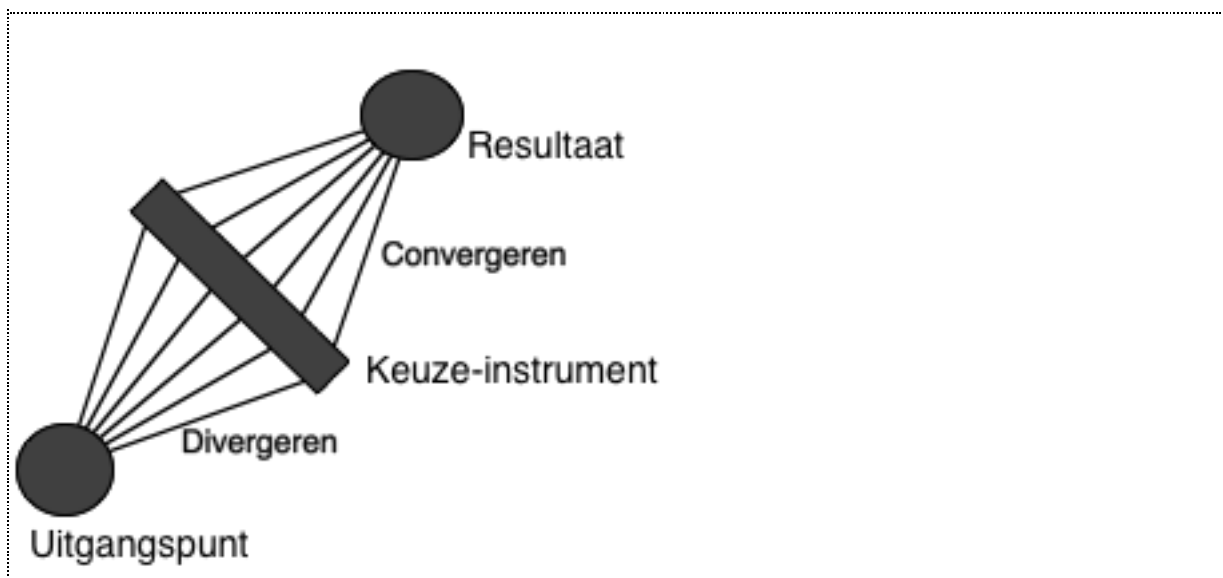 Resultaat
Convergeren
Keuze-instrument
Divergeren
Uitgangspunt